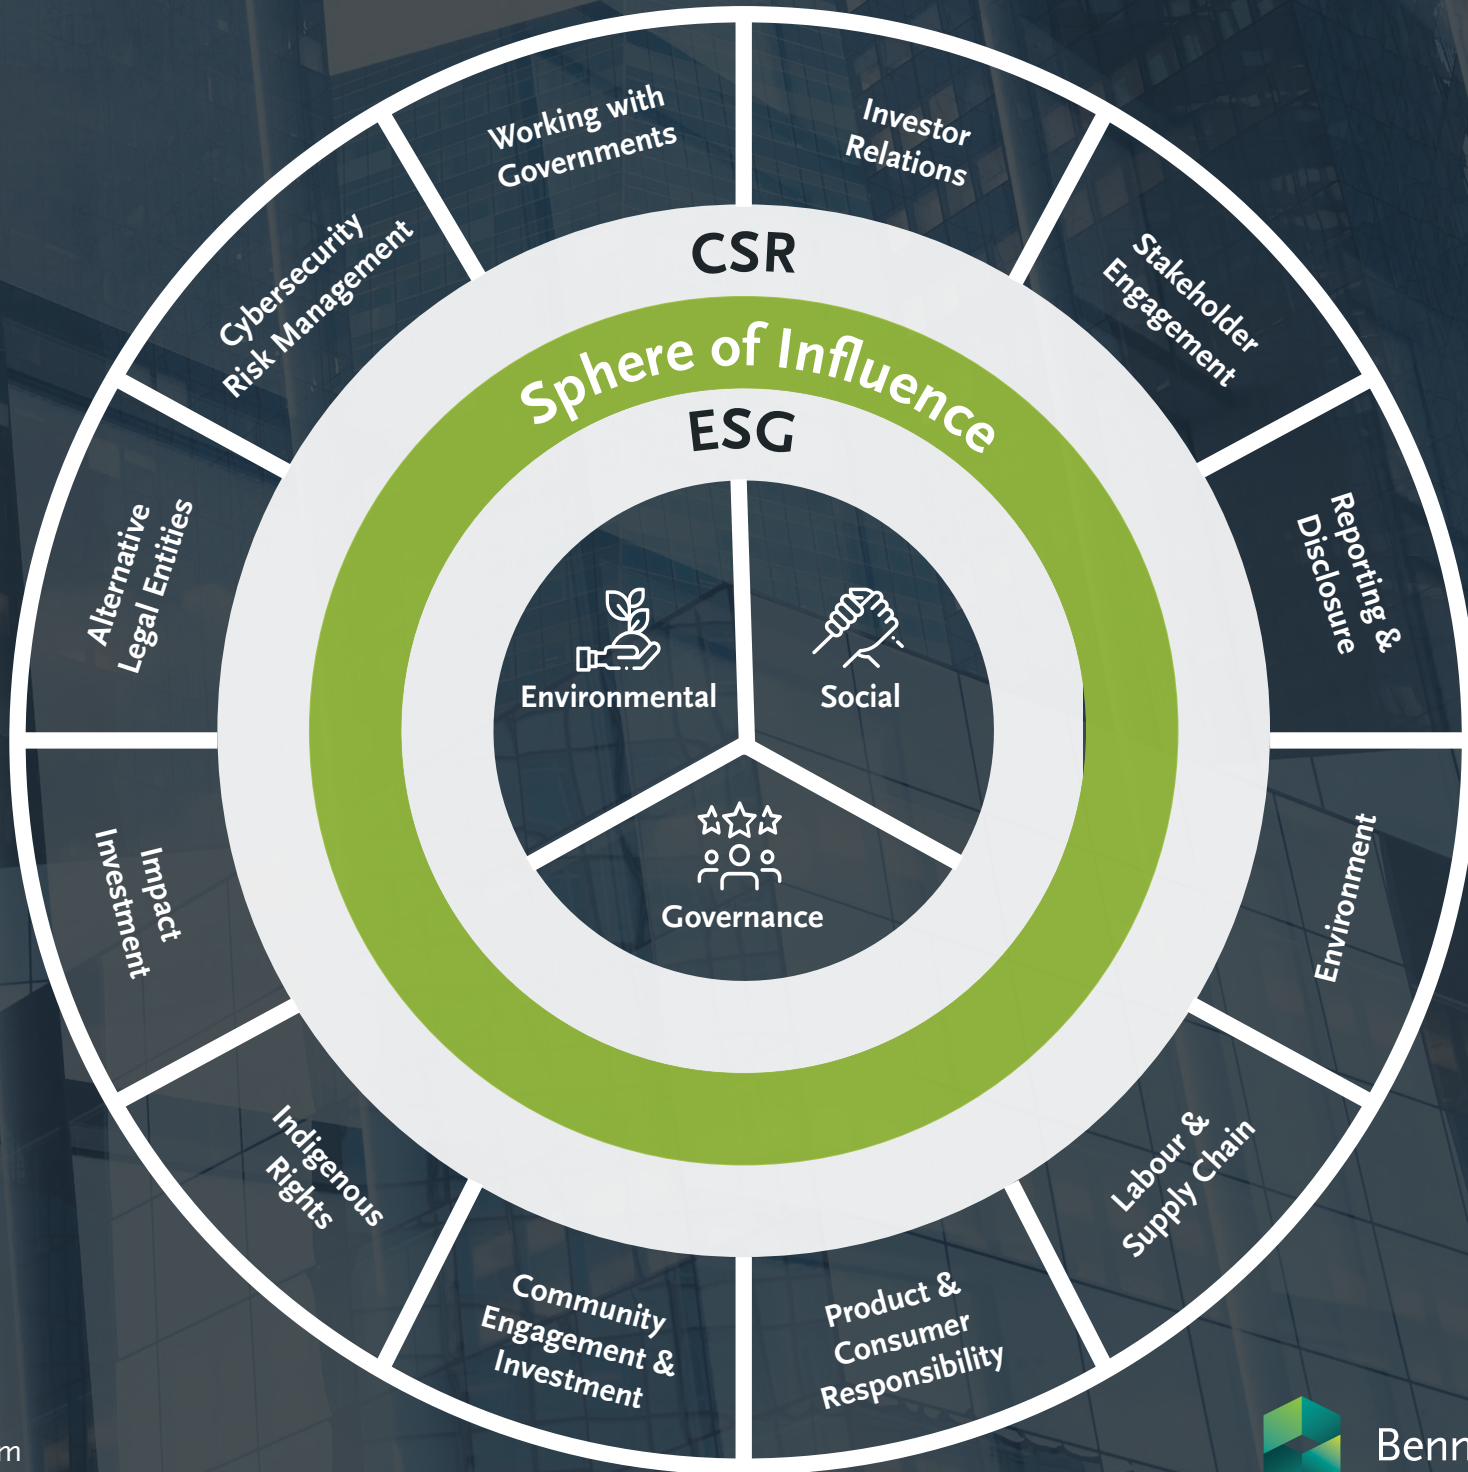 Working with
Governments
Investor
Relations
Stakeholder
Engagement
Reporting &
Disclosure
Environment
Labour &
Supply Chain
Product &
Consumer
Responsibility
Community
Engagement &
Investment
Indigenous
Rights
Impact
Investment
Alternative
Legal Entities
Cybersecurity
Risk Management
CSR
Sphere of Influence
ESG
Environmental
Social
Governance
m
Benn